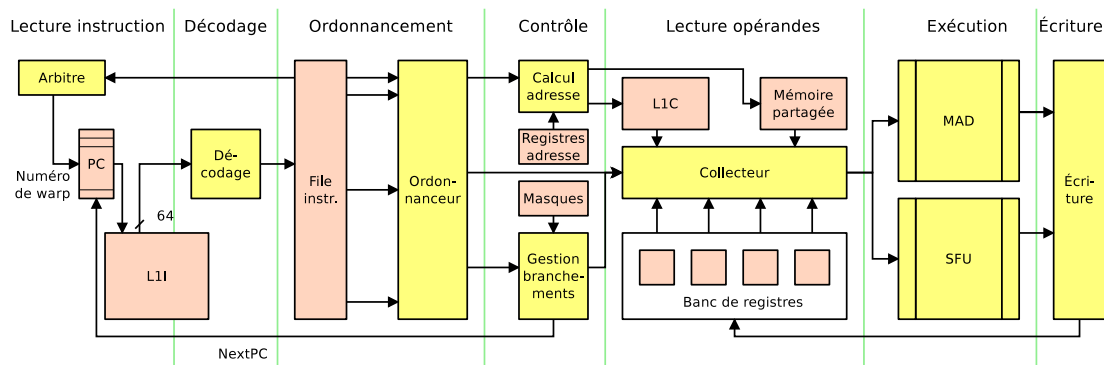 Lecture instruction
Décodage
Ordonnancement
Contrôle
Lecture opérandes
Exécution
Écriture
Arbitre
PC
Numéro
de warp
64
L1I
Dé-
codage
File
instr.
Ordon-
nanceur
Calcul
adresse
Registres
adresse
Masques
Gestion
branche-
ments
L1C
Mémoire
partagée
Collecteur
Banc de registres
MAD
SFU
Écri-
ture
NextPC